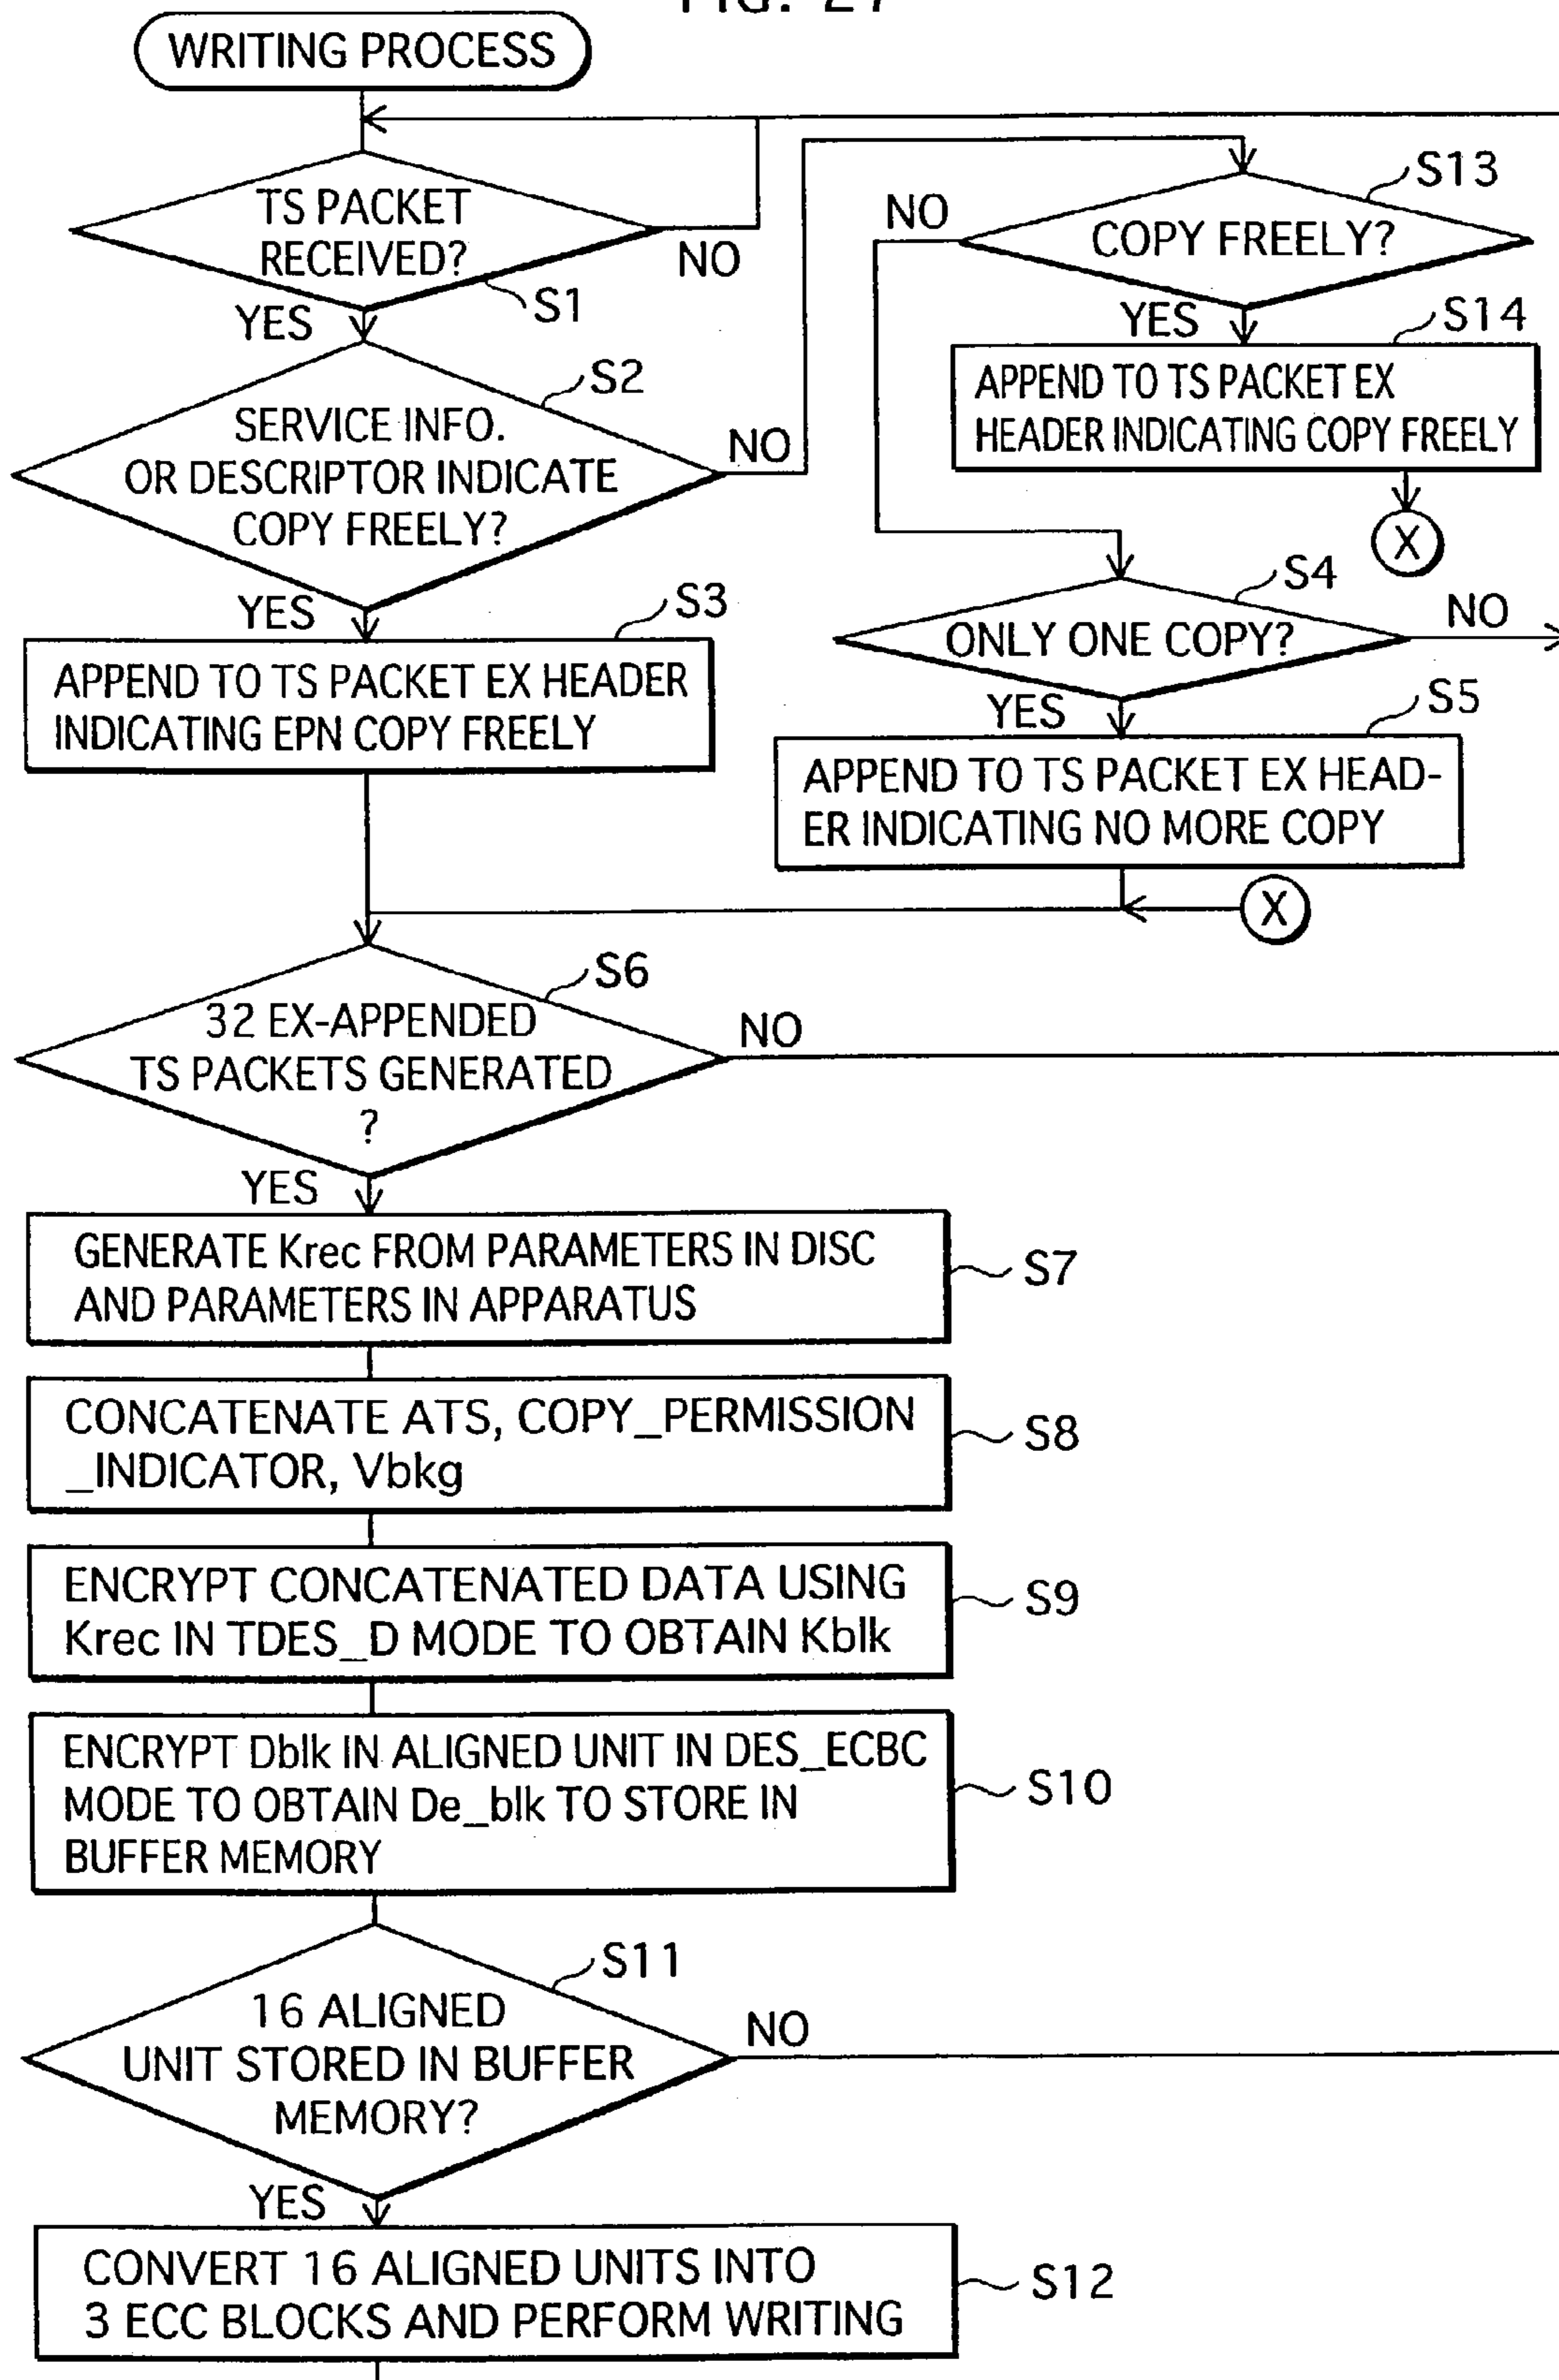 WRITING PROCESS
TS PACKET
RECEIVED?
NO
S1
YES
S2
SERVICE INFO.
OR DESCRIPTOR INDICATE
COPY FREELY?
NO
YES
S3
APPEND TO TS PACKET EX HEADER
INDICATING EPN COPY FREELY
S13
NO
COPY FREELY?
YES
S14
APPEND TO TS PACKET EX
HEADER INDICATING COPY FREELY
X
S4
NO
ONLY ONE COPY?
YES
S5
APPEND TO TS PACKET EX HEAD-
ER INDICATING NO MORE COPY
X
S6
32 EX-APPENDED
TS PACKETS GENERATED
?
NO
YES
GENERATE Krec FROM PARAMETERS IN DISC
AND PARAMETERS IN APPARATUS
S7
CONCATENATE ATS, COPY_PERMISSION
_INDICATOR, Vbkg
S8
ENCRYPT CONCATENATED DATA USING
Krec IN TDES_D MODE TO OBTAIN Kblk
S9
ENCRYPT Dblk IN ALIGNED UNIT IN DES_ECBC
MODE TO OBTAIN De_blk TO STORE IN
BUFFER MEMORY
S10
S11
16 ALIGNED
UNIT STORED IN BUFFER
MEMORY?
NO
YES
CONVERT 16 ALIGNED UNITS INTO
3 ECC BLOCKS AND PERFORM WRITING
S12